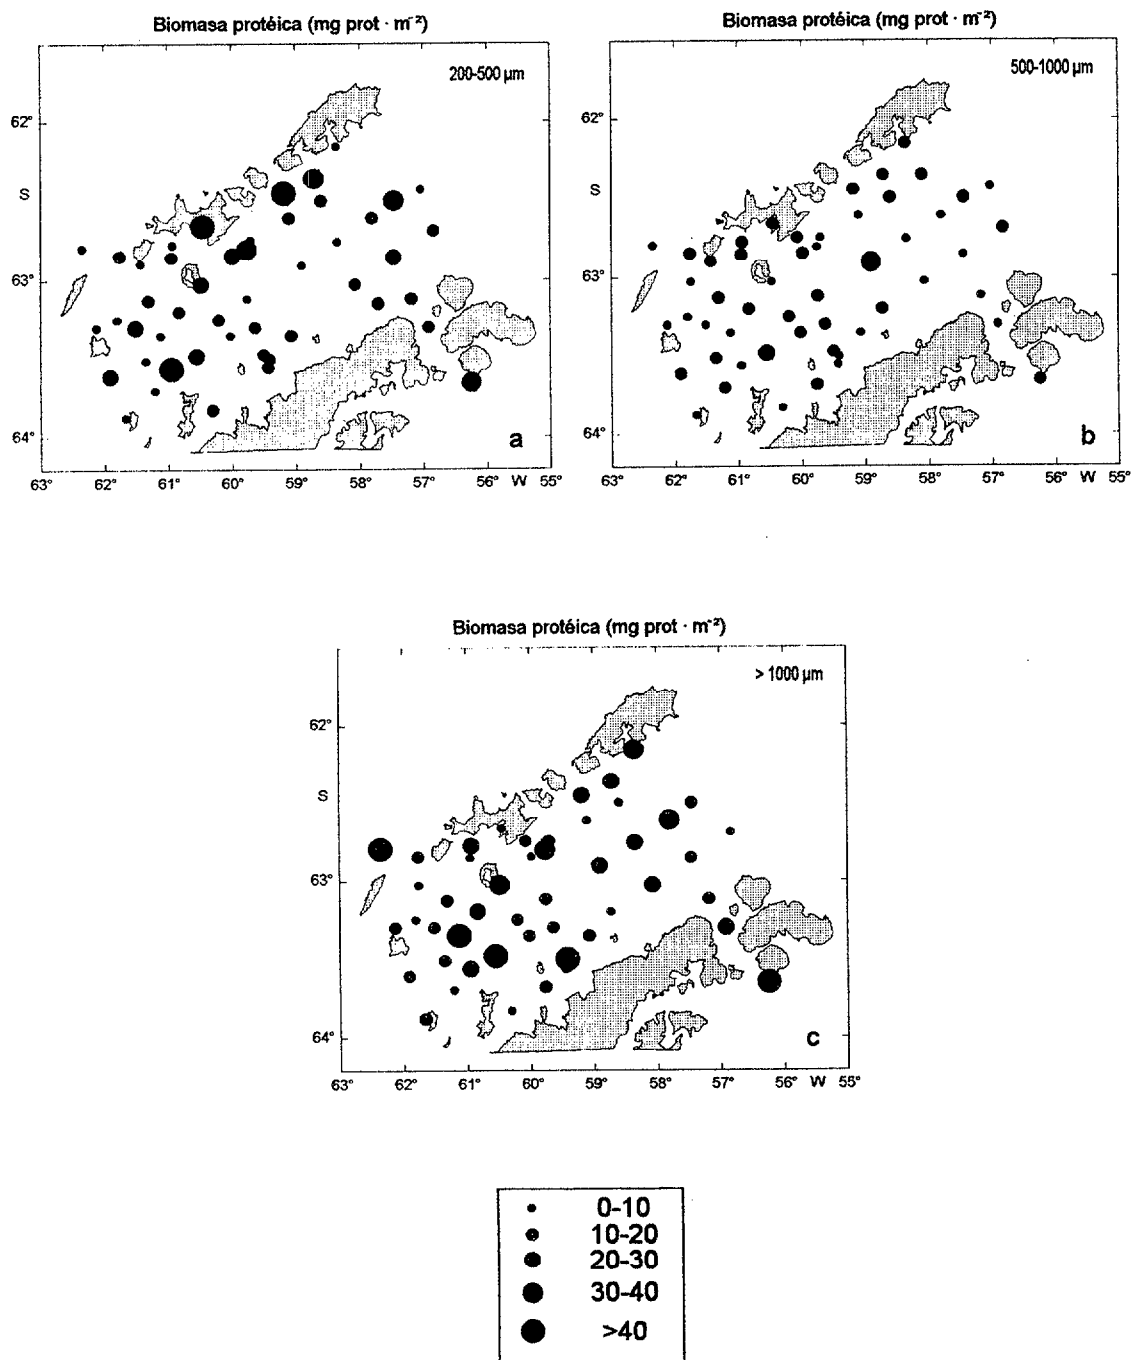 Biomasa protéica (mg prot · m⁻²)
200-500 µm
62°
S
63°
64°
a
63° 62° 61° 60° 59° 58° 57° 56° W 55°
Biomasa protéica (mg prot · m⁻²)
500-1000 µm
62°
S
63°
64°
b
63° 62° 61° 60° 59° 58° 57° 56° W 55°
Biomasa protéica (mg prot · m⁻²)
> 1000 µm
62°
S
63°
64°
c
63° 62° 61° 60° 59° 58° 57° 56° W 55°
0-10
10-20
20-30
30-40
>40